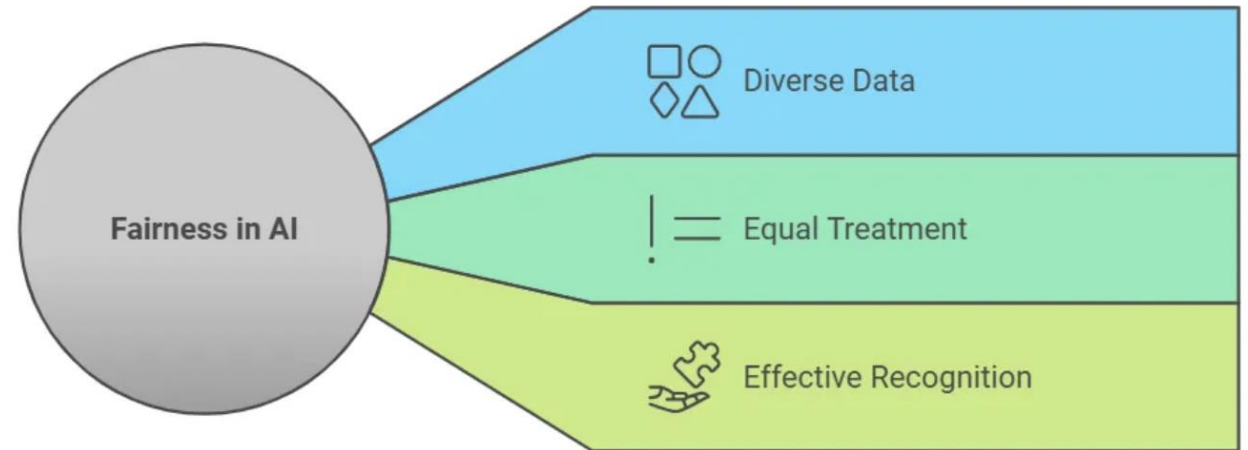 Fairness in AI
Diverse Data
Equal Treatment
Effective Recognition